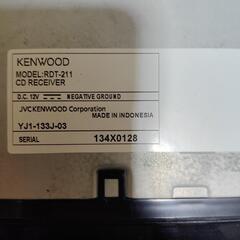 KENWOOD
MODEL:RDT-211
CD RECEIVER
D.C. 12V NEGATIVE GROUND
JVCKENWOOD Corporation
MADE IN INDONESIA
YJ1-133J-03
SERIAL 134X0128